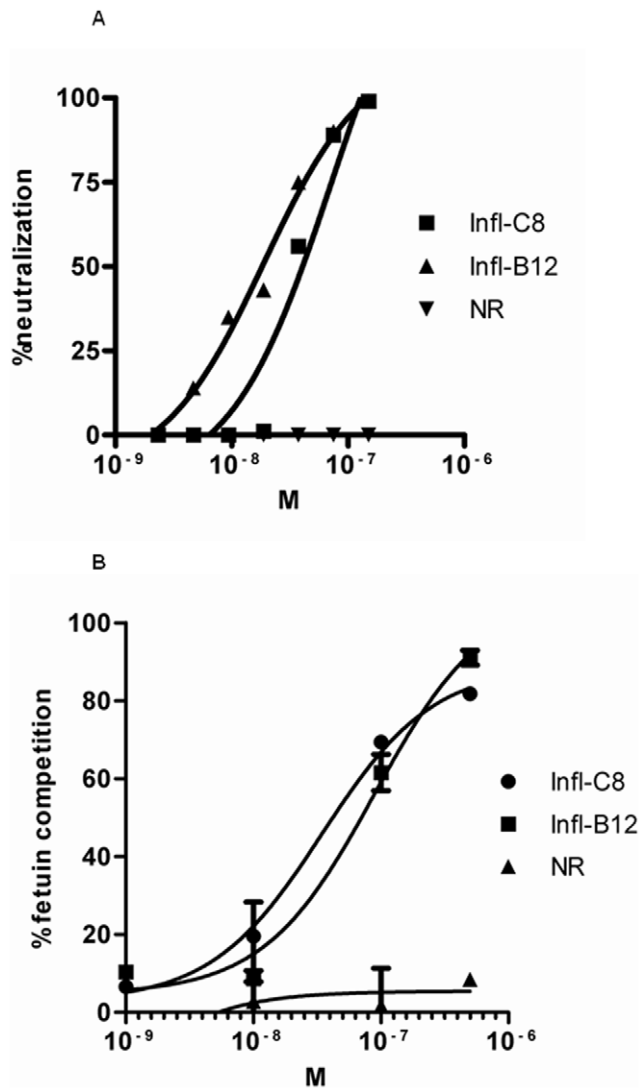 A
100
75
50
25
0
%neutralization
10-9 10-8 10-7 10-6
M
Infl-C8
Infl-B12
NR
B
100
80
60
40
20
0
%fetuin competition
10-9 10-8 10-7 10-6
M
Infl-C8
Infl-B12
NR